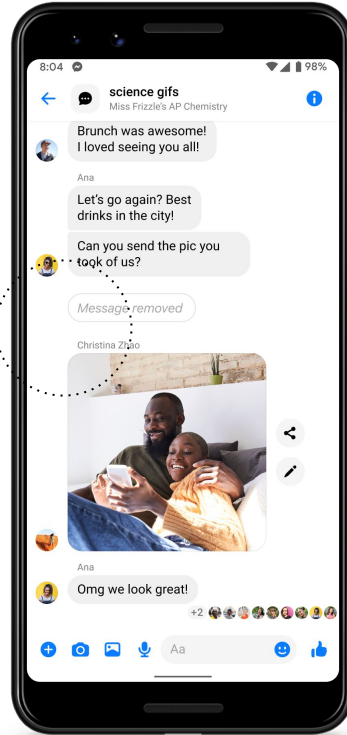 8:04
98%
science gifs
Miss Frizzle's AP Chemistry
Brunch was awesome!
I loved seeing you all!
Ana
Let's go again? Best
drinks in the city!
Can you send the pic you
took of us?
Message removed
Christina Zhao
Ana
Omg we look great!
+2
Aa